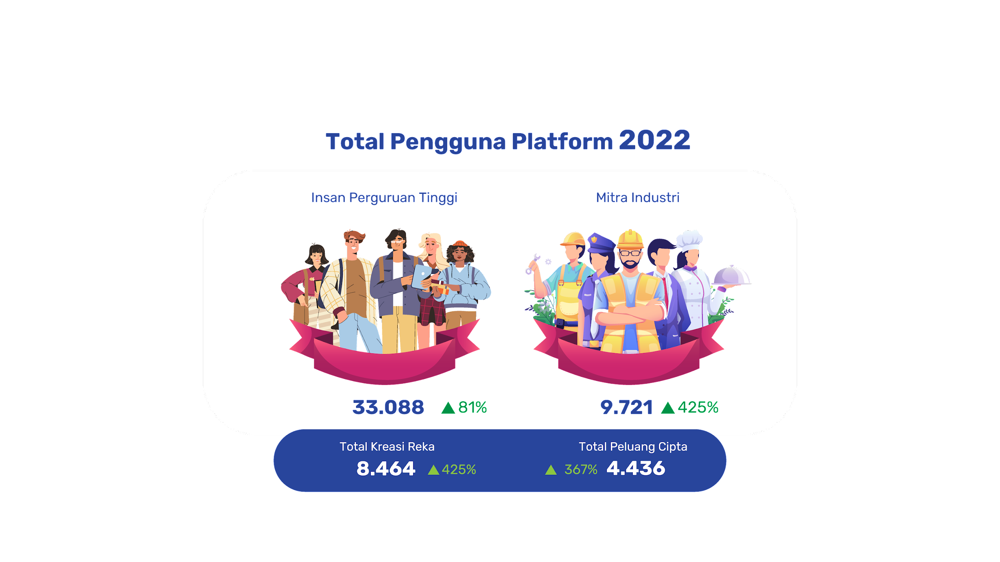 Total Pengguna Platform 2022
Insan Perguruan Tinggi
Mitra Industri
33.088 ▲ 81%
9.721 ▲ 425%
Total Kreasi Reka
8.464 ▲ 425%
Total Peluang Cipta
▲ 367% 4.436